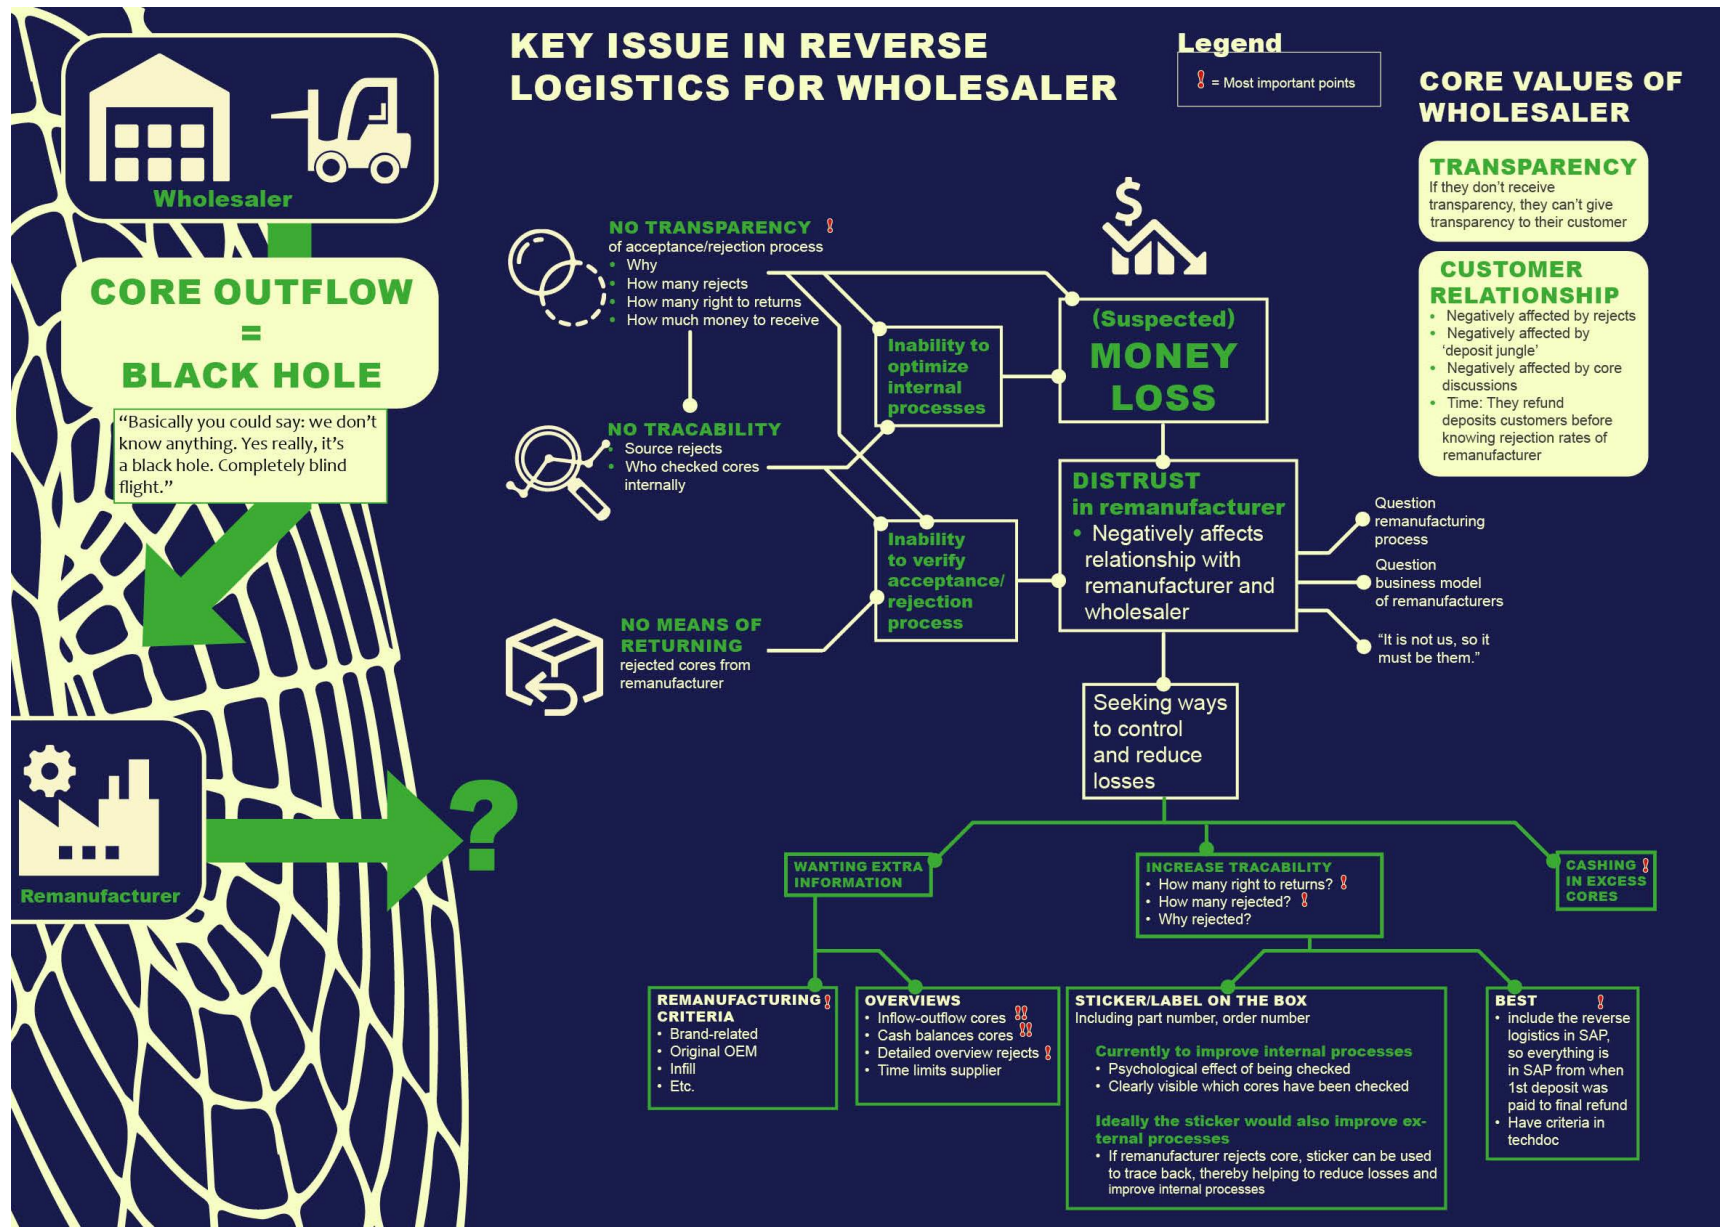 KEY ISSUE IN REVERSE
LOGISTICS FOR WHOLESALER
Legend
! = Most important points
CORE VALUES OF
WHOLESALER
TRANSPARENCY
If they don't receive
transparency, they can't give
transparency to their customer
CUSTOMER
RELATIONSHIP
• Negatively affected by rejects
• Negatively affected by
'deposit jungle'
• Negatively affected by core
discussions
• Time: They refund
deposits customers before
knowing rejection rates of
remanufacturer
Wholesaler
CORE OUTFLOW
=
BLACK HOLE
“Basically you could say: we don't
know anything. Yes really, it's
a black hole. Completely blind
flight.”
Remanufacturer
?
NO TRANSPARENCY !
of acceptance/rejection process
• Why
• How many rejects
• How many right to returns
• How much money to receive
NO TRACABILITY
• Source rejects
• Who checked cores
internally
NO MEANS OF
RETURNING
rejected cores from
remanufacturer
Inability to
optimize
internal
processes
Inability
to verify
acceptance/
rejection
process
$
(Suspected)
MONEY
LOSS
DISTRUST
in remanufacturer
• Negatively affects
relationship with
remanufacturer and
wholesaler
Question
remanufacturing
process
Question
business model
of remanufacturers
“It is not us, so it
must be them.”
Seeking ways
to control
and reduce
losses
WANTING EXTRA
INFORMATION
INCREASE TRACABILITY
• How many right to returns? !
• How many rejected? !
• Why rejected?
CASHING !
IN EXCESS
CORES
REMANUFACTURING !
CRITERIA
• Brand-related
• Original OEM
• Infill
• Etc.
OVERVIEWS
• Inflow-outflow cores !!
• Cash balances cores !!
• Detailed overview rejects !
• Time limits supplier
STICKER/LABEL ON THE BOX
Including part number, order number
Currently to improve internal processes
• Psychological effect of being checked
• Clearly visible which cores have been checked
Ideally the sticker would also improve ex-
ternal processes
• If remanufacturer rejects core, sticker can be used
to trace back, thereby helping to reduce losses and
improve internal processes
BEST !
• include the reverse
logistics in SAP,
so everything is
in SAP from when
1st deposit was
paid to final refund
• Have criteria in
techdoc